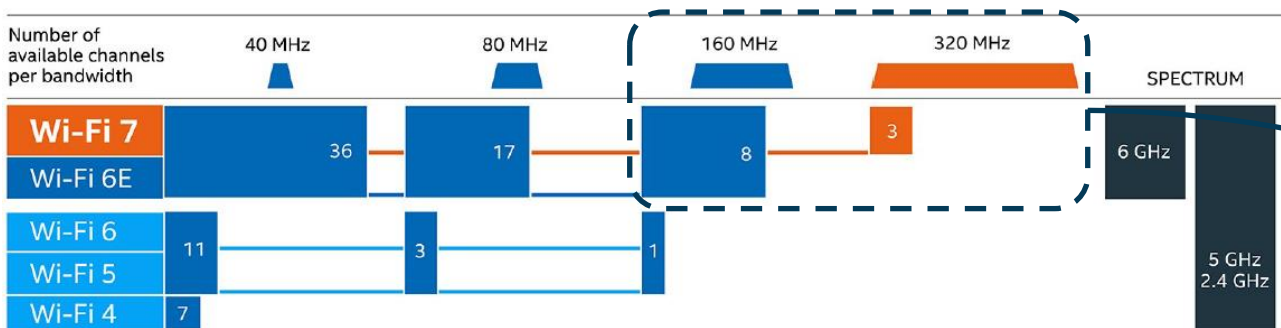 Number of
available channels
per bandwidth
40 MHz
80 MHz
160 MHz
320 MHz
SPECTRUM
Wi-Fi 7
36
17
8
3
6 GHz
Wi-Fi 6E
Wi-Fi 6
11
3
1
Wi-Fi 5
5 GHz
2.4 GHz
Wi-Fi 4
7